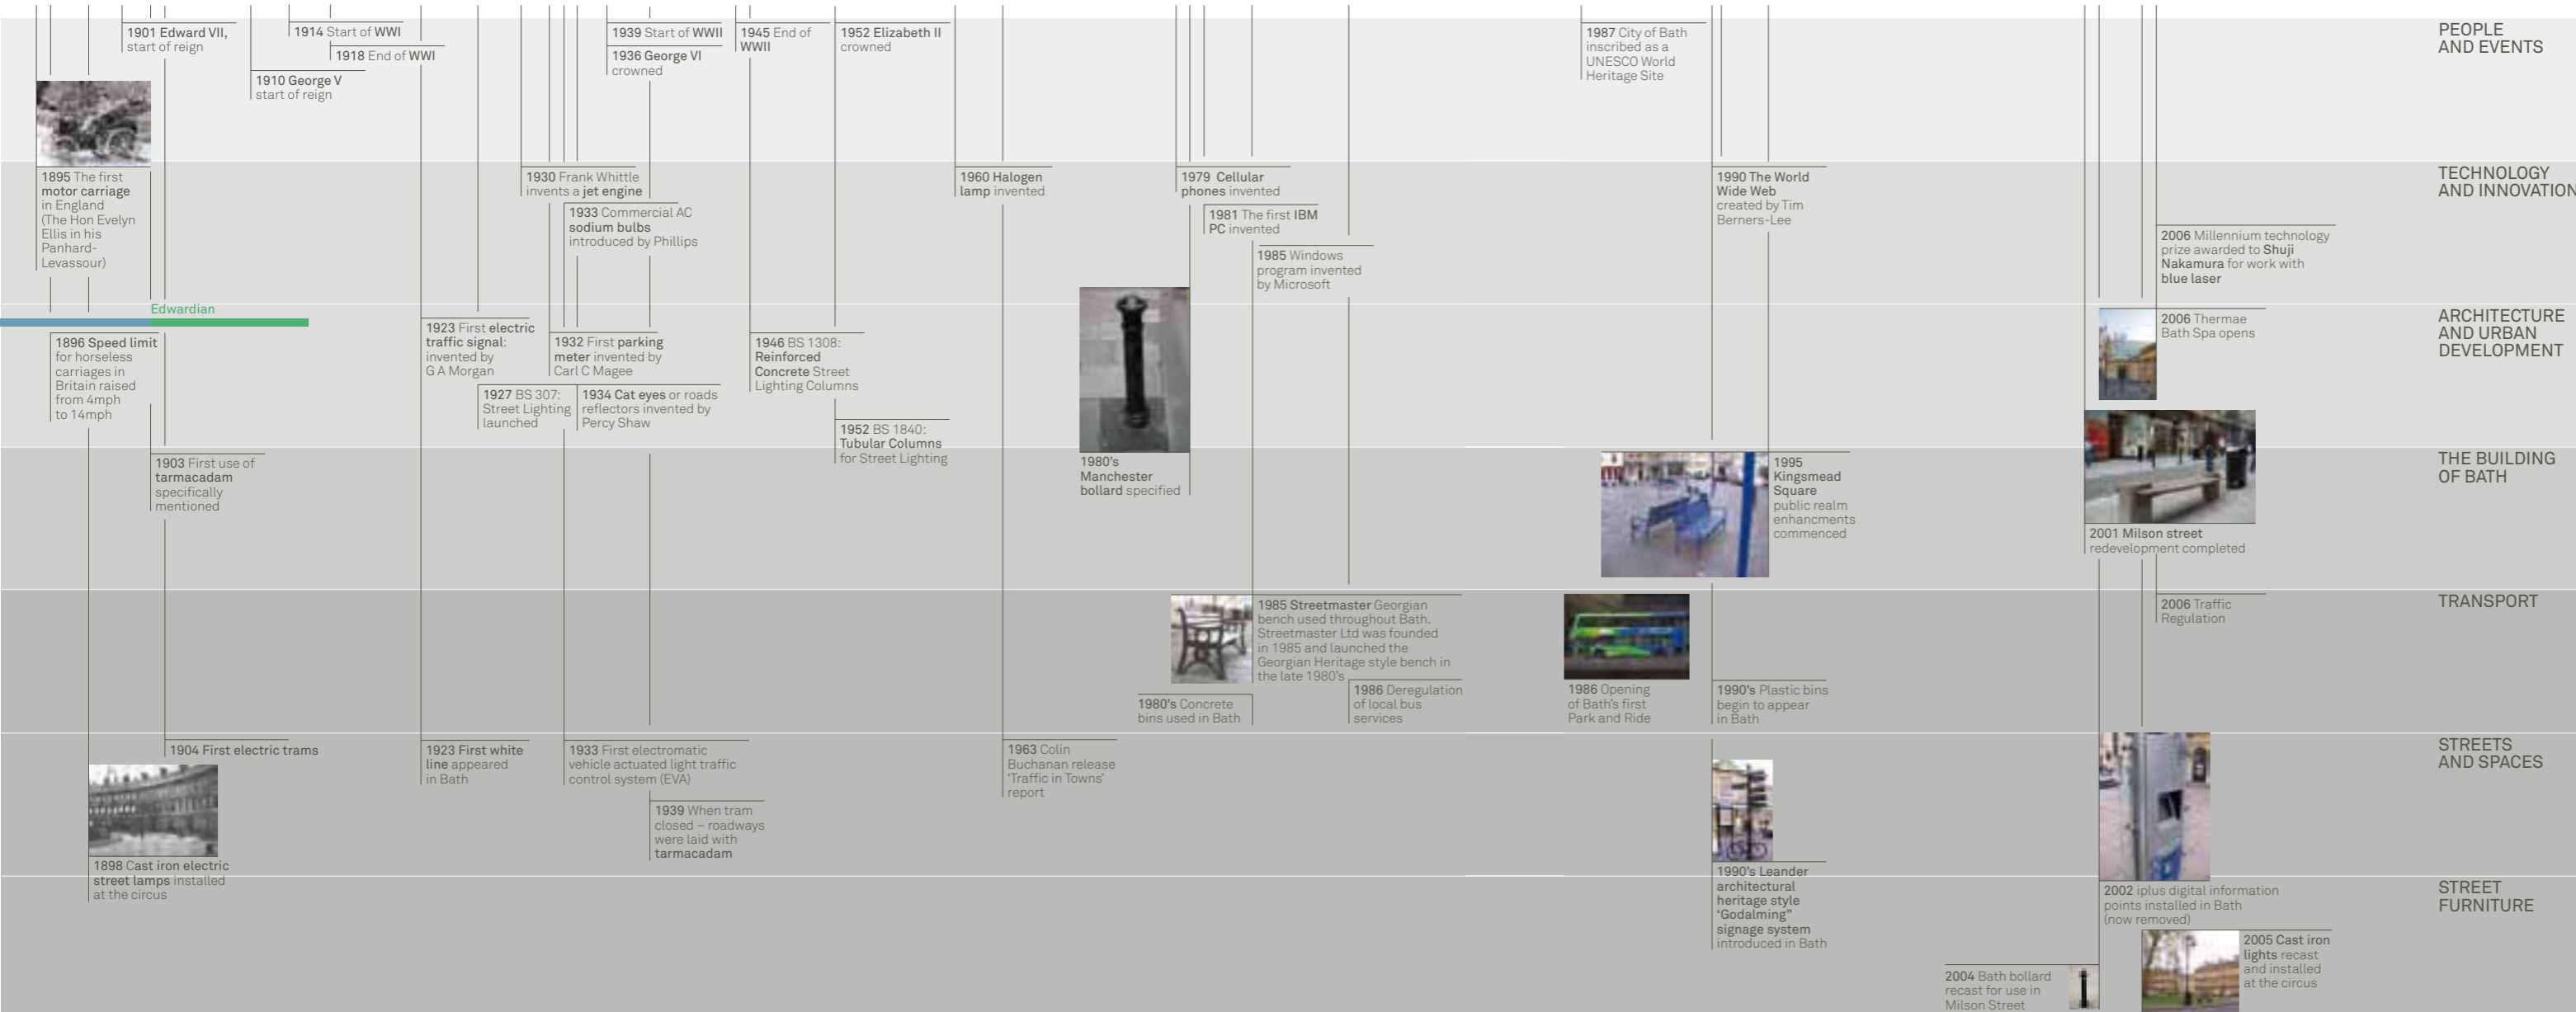 1901 Edward VII,
start of reign
1914 Start of WWI
1918 End of WWI
1910 George V
start of reign
1939 Start of WWII
1936 George VI
crowned
1945 End of
WWII
1952 Elizabeth II
crowned
1987 City of Bath
inscribed as a
UNESCO World
Heritage Site
PEOPLE
AND EVENTS
1895 The first
motor carriage
in England
(The Hon Evelyn
Ellis in his
Panhard-
Levassour)
1930 Frank Whittle
invents a jet engine
1933 Commercial AC
sodium bulbs
introduced by Phillips
1960 Halogen
lamp invented
1979 Cellular
phones invented
1981 The first IBM
PC invented
1985 Windows
program invented
by Microsoft
1990 The World
Wide Web
created by Tim
Berners-Lee
2006 Millennium technology
prize awarded to Shuji
Nakamura for work with
blue laser
TECHNOLOGY
AND INNOVATION
Edwardian
1896 Speed limit
for horseless
carriages in
Britain raised
from 4mph
to 14mph
1923 First electric
traffic signal:
invented by
G A Morgan
1927 BS 307:
Street Lighting
launched
1932 First parking
meter invented by
Carl C Magee
1934 Cat eyes or roads
reflectors invented by
Percy Shaw
1946 BS 1308:
Reinforced
Concrete Street
Lighting Columns
1952 BS 1840:
Tubular Columns
for Street Lighting
2006 Thermae
Bath Spa opens
ARCHITECTURE
AND URBAN
DEVELOPMENT
1903 First use of
tarmacadam
specifically
mentioned
1980's
Manchester
bollard specified
1995
Kingsmead
Square
public realm
enhancments
commenced
2001 Milson street
redevelopment completed
THE BUILDING
OF BATH
1985 Streetmaster Georgian
bench used throughout Bath.
Streetmaster Ltd was founded
in 1985 and launched the
Georgian Heritage style bench in
the late 1980's
1980's Concrete
bins used in Bath
1986 Deregulation
of local bus
services
1986 Opening
of Bath's first
Park and Ride
1990's Plastic bins
begin to appear
in Bath
2006 Traffic
Regulation
TRANSPORT
1904 First electric trams
1898 Cast iron electric
street lamps installed
at the circus
1923 First white
line appeared
in Bath
1933 First electromatic
vehicle actuated light traffic
control system (EVA)
1939 When tram
closed – roadways
were laid with
tarmacadam
1963 Colin
Buchanan release
'Traffic in Towns'
report
1990's Leander
architectural
heritage style
'Godalming"
signage system
introduced in Bath
STREETS
AND SPACES
2002 iplus digital information
points installed in Bath
(now removed)
2004 Bath bollard
recast for use in
Milson Street
2005 Cast iron
lights recast
and installed
at the circus
STREET
FURNITURE